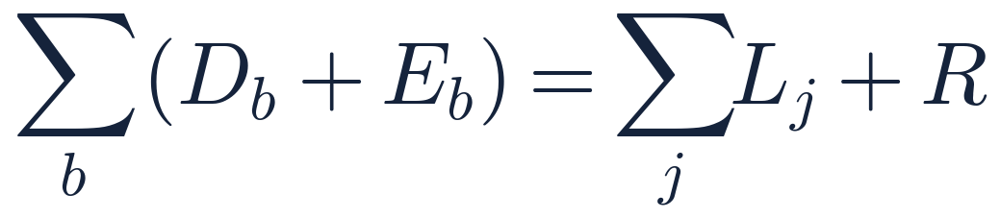 ∑_b (D_b + E_b) = ∑_j L_j + R